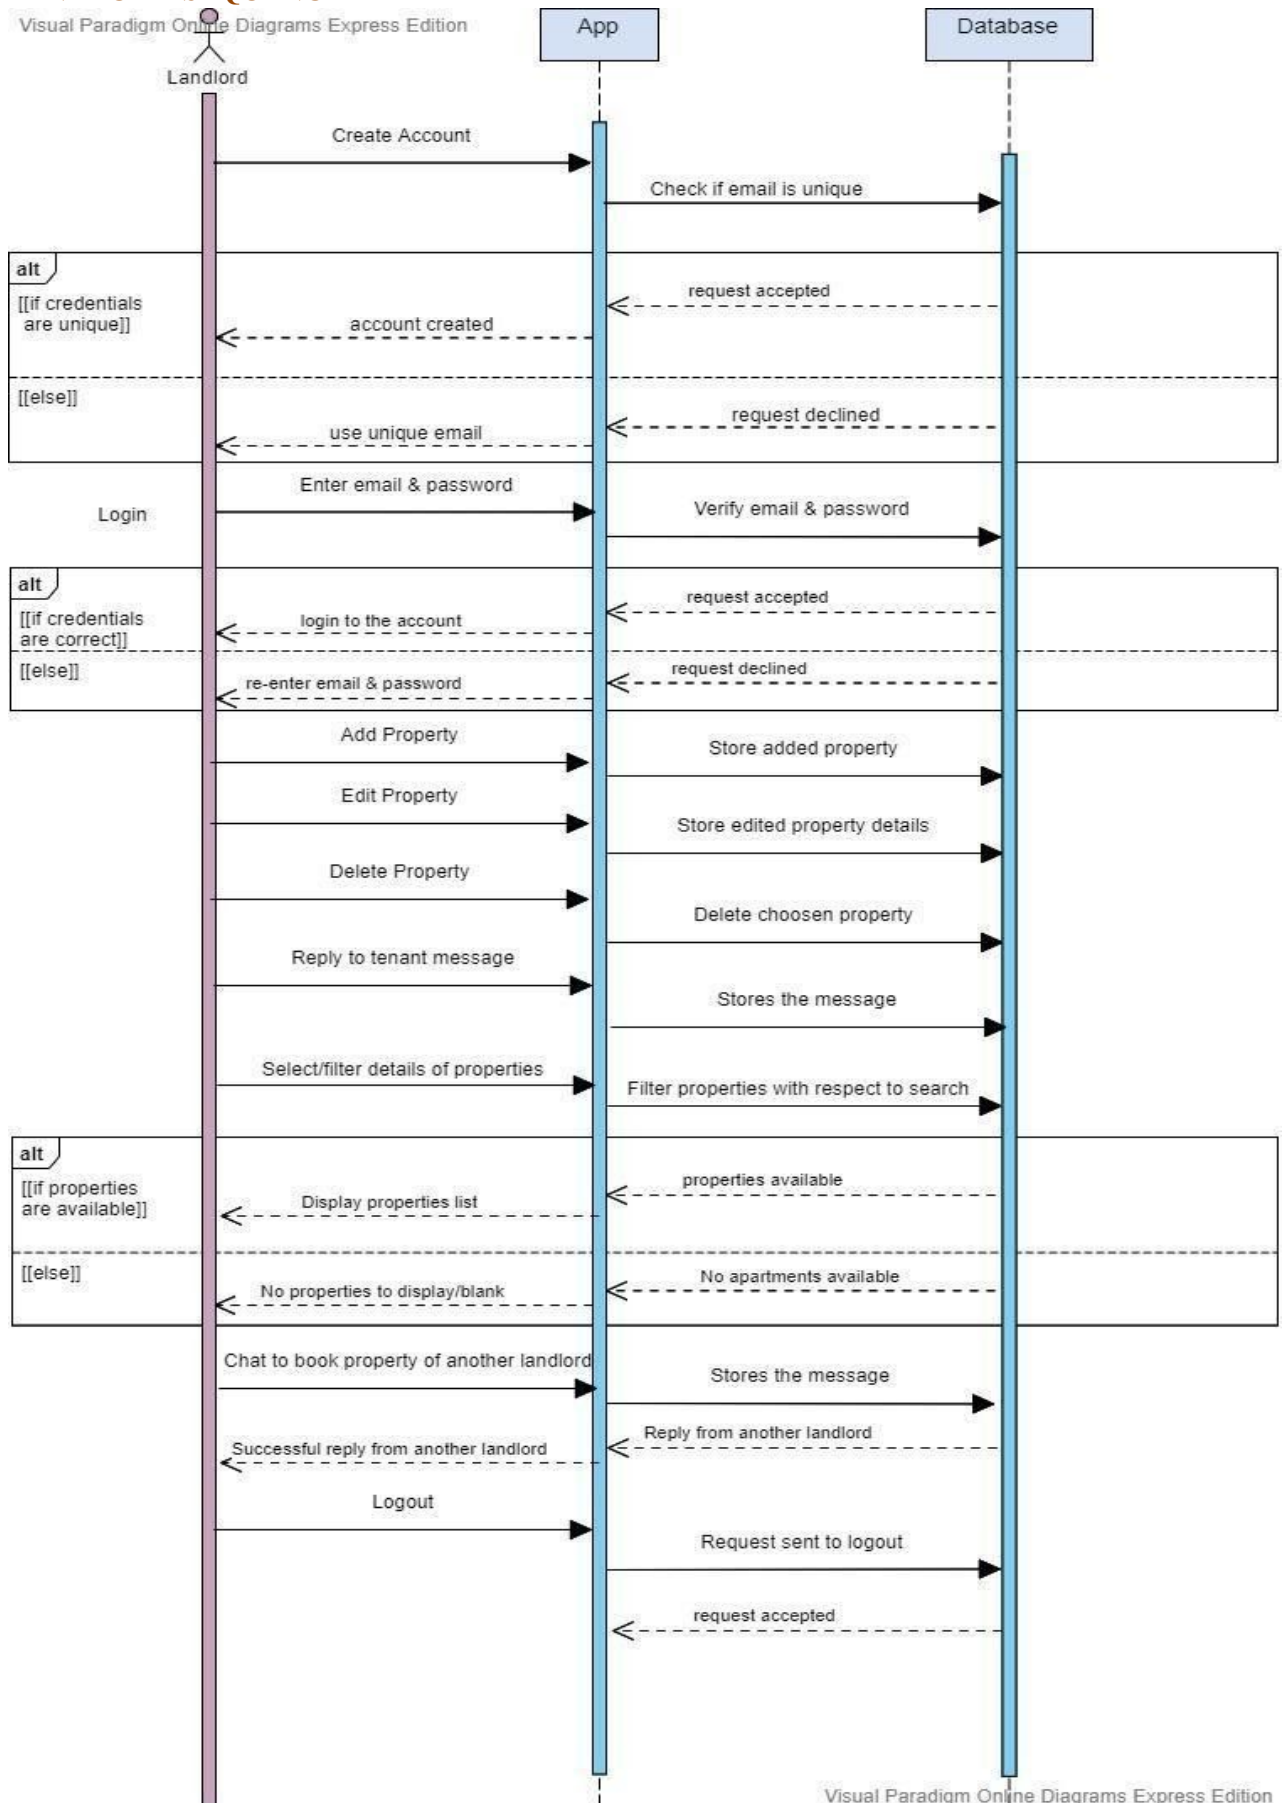 Visual Paradigm Online Diagrams Express Edition
App
Database
Landlord
Create Account
Check if email is unique
alt
[[if credentials
are unique]]
request accepted
account created
[[else]]
request declined
use unique email
Enter email & password
Login
Verify email & password
alt
[[if credentials
are correct]]
request accepted
login to the account
[[else]]
request declined
re-enter email & password
Add Property
Store added property
Edit Property
Store edited property details
Delete Property
Delete choosen property
Reply to tenant message
Stores the message
Select/filter details of properties
Filter properties with respect to search
alt
[[if properties
are available]]
properties available
Display properties list
[[else]]
No apartments available
No properties to display/blank
Chat to book property of another landlord
Stores the message
Reply from another landlord
Successful reply from another landlord
Logout
Request sent to logout
request accepted
Visual Paradigm Online Diagrams Express Edition